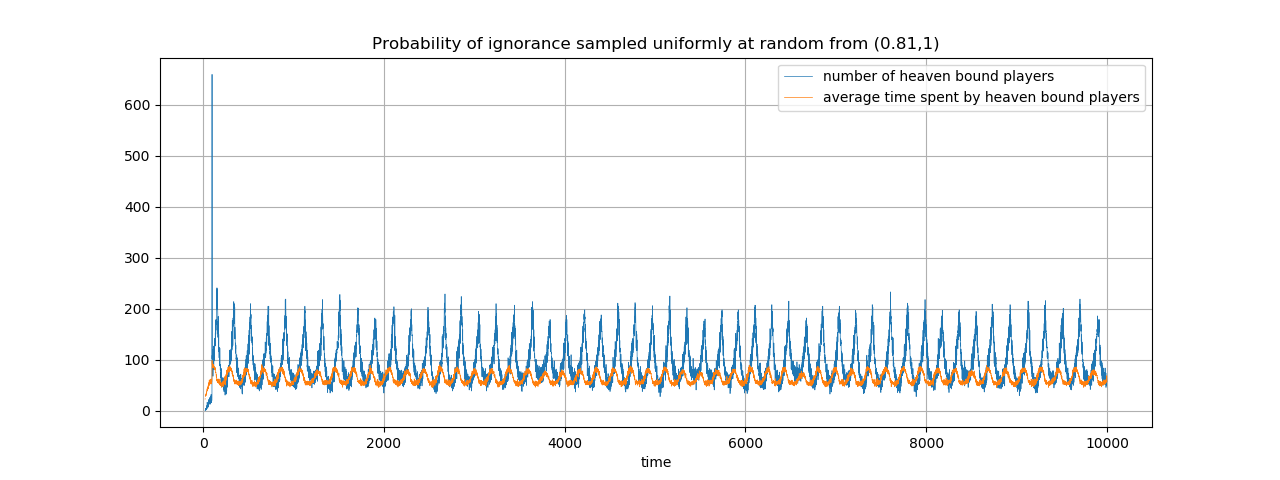 Probability of ignorance sampled uniformly at random from (0.81,1)
number of heaven bound players
average time spent by heaven bound players
600
500
400
300
200
100
0
0 2000 4000 6000 8000 10000
time